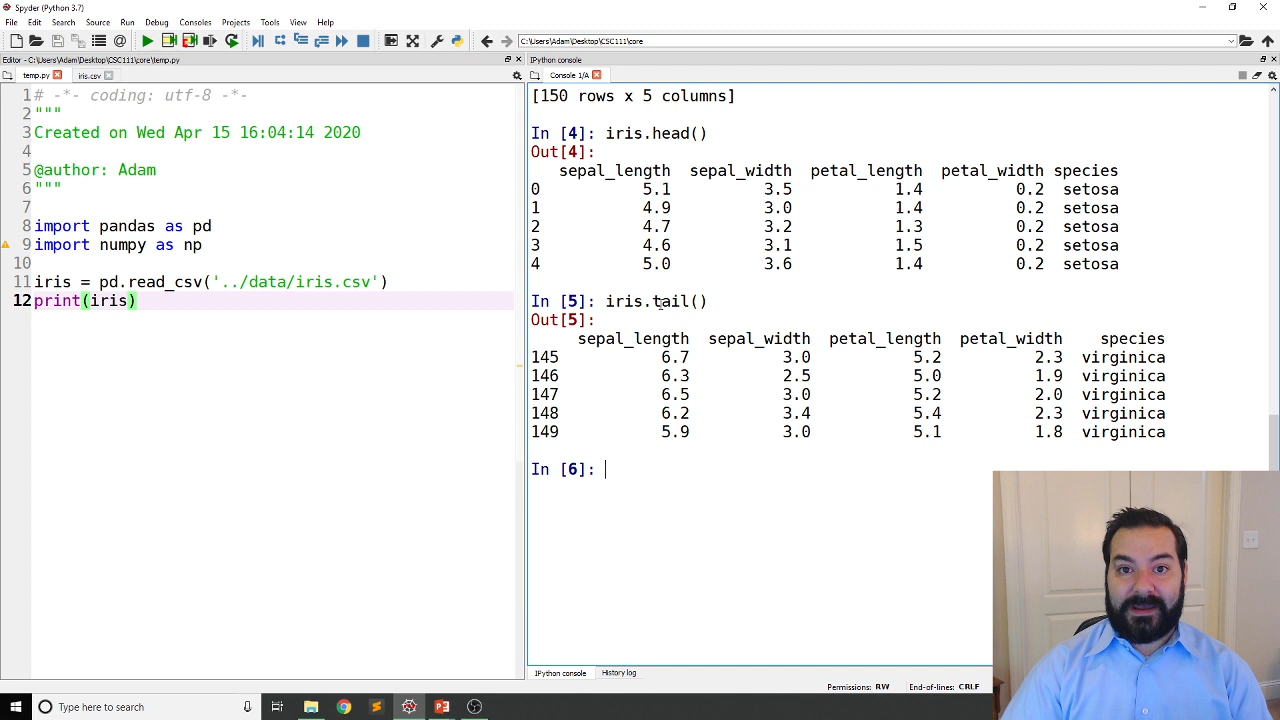 Spyder (Python 3.7)
File Edit Search Source Run Debug Consoles Projects Tools View Help
C:\Users\Adam\Desktop\CSC111\core
Editor - C:\Users\Adam\Desktop\CSC111\core\temp.py
temp.py iris.csv
1 # -*- coding: utf-8 -*-
2 """
3 Created on Wed Apr 15 16:04:14 2020
4
5 @author: Adam
6 """
7
8 import pandas as pd
9 import numpy as np
10
11 iris = pd.read_csv('../data/iris.csv')
12 print(iris)
IPython console
Console 1/A
[150 rows x 5 columns]
In [4]: iris.head()
Out[4]:
sepal_length sepal_width petal_length petal_width species
0 5.1 3.5 1.4 0.2 setosa
1 4.9 3.0 1.4 0.2 setosa
2 4.7 3.2 1.3 0.2 setosa
3 4.6 3.1 1.5 0.2 setosa
4 5.0 3.6 1.4 0.2 setosa
In [5]: iris.tail()
Out[5]:
sepal_length sepal_width petal_length petal_width species
145 6.7 3.0 5.2 2.3 virginica
146 6.3 2.5 5.0 1.9 virginica
147 6.5 3.0 5.2 2.0 virginica
148 6.2 3.4 5.4 2.3 virginica
149 5.9 3.0 5.1 1.8 virginica
In [6]:
IPython console History log
Permissions: RW End-of-lines: CRLF
Type here to search